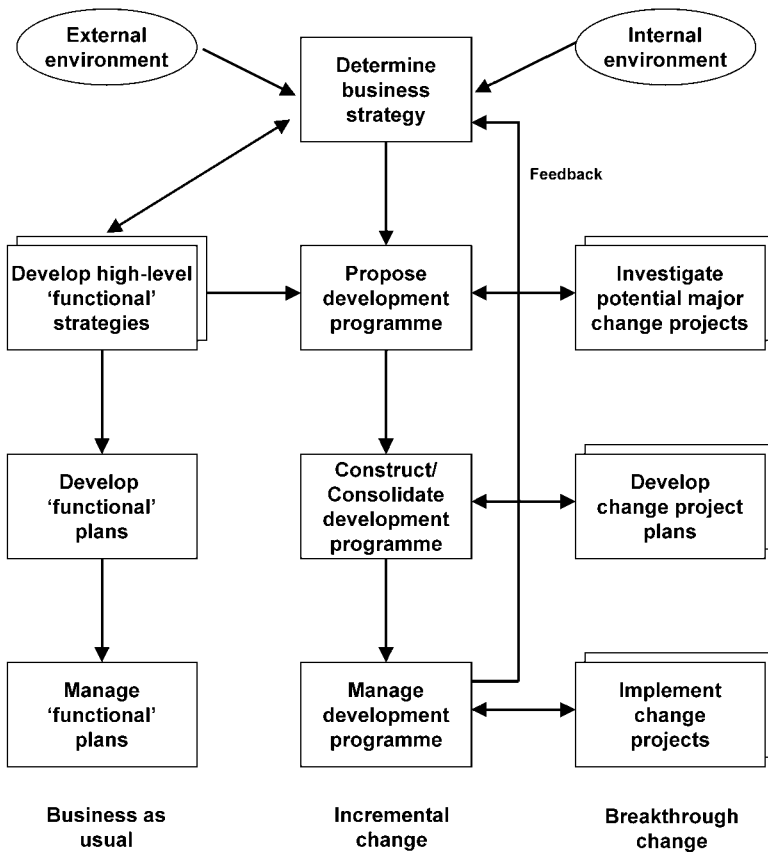 External
environment
Determine
business
strategy
Internal
environment
Feedback
Develop high-level
‘functional’
strategies
Propose
development
programme
Investigate
potential major
change projects
Develop
‘functional’
plans
Construct/
Consolidate
development
programme
Develop
change project
plans
Manage
‘functional’
plans
Manage
development
programme
Implement
change
projects
Business as
usual
Incremental
change
Breakthrough
change